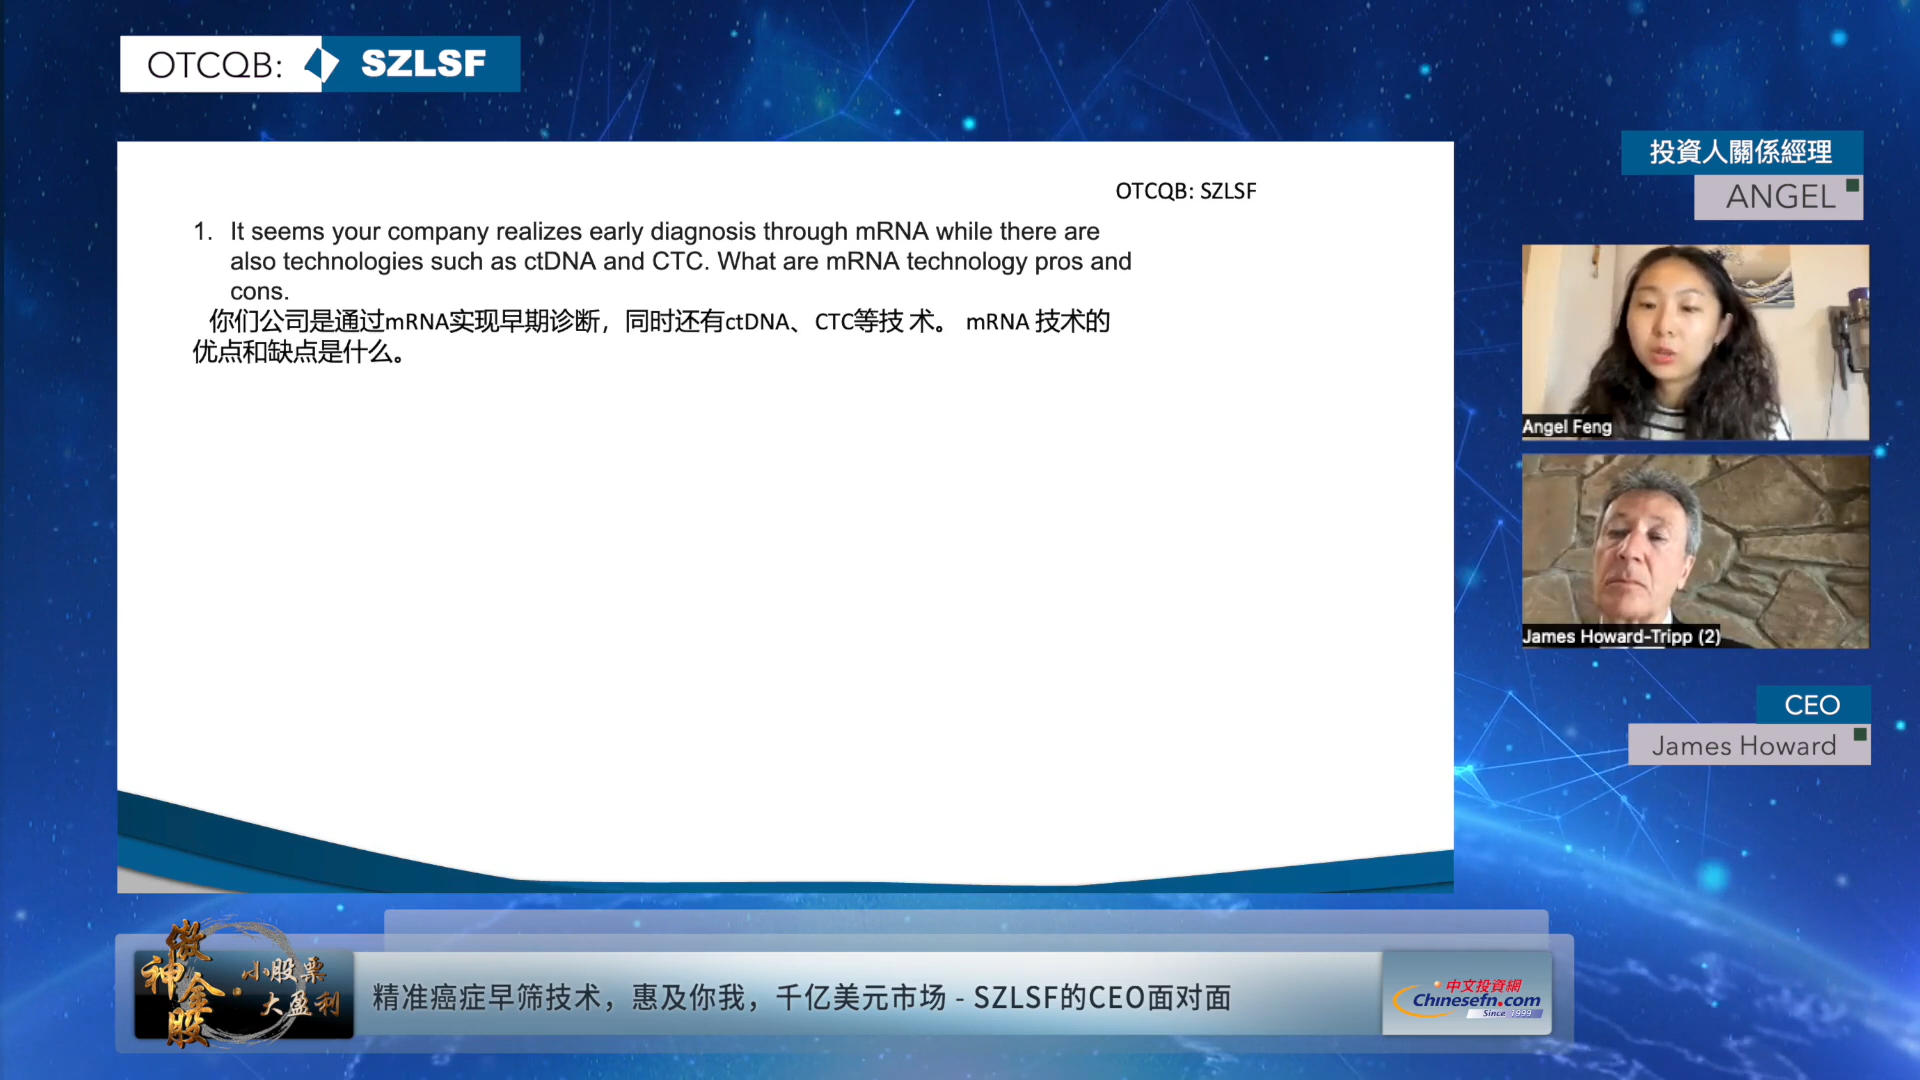 OTCQB: SZLSF
OTCQB: SZLSF
1. It seems your company realizes early diagnosis through mRNA while there are
also technologies such as ctDNA and CTC. What are mRNA technology pros and
cons.
你们公司是通过mRNA实现早期诊断，同时还有ctDNA、CTC等技 术。 mRNA 技术的
优点和缺点是什么。
投資人關係經理
ANGEL
Angel Feng
James Howard-Tripp (2)
CEO
James Howard
微神金股
小股票
大盈利
精准癌症早筛技术，惠及你我，千亿美元市场 - SZLSF的CEO面对面
中文投資網
Chinesefn.com
Since 1999